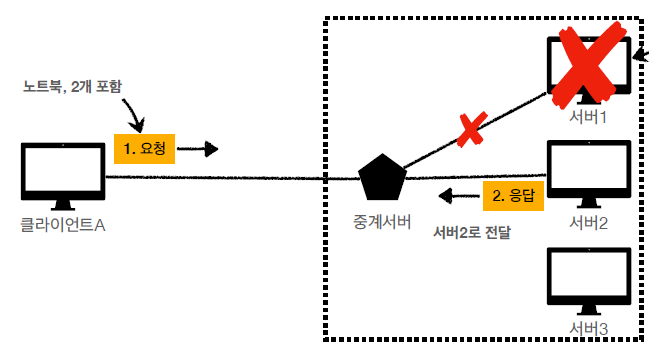 노트북, 2개 포함
1. 요청
클라이언트A
중계서버
서버1
2. 응답
서버2로 전달
서버2
서버3